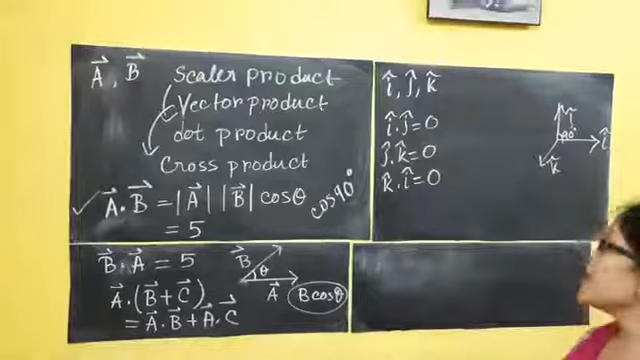 A⃗, B⃗
Scaler product
Vector product
dot product
Cross product
A⃗ · B⃗ = |A⃗| |B⃗| cosθ
cos90°
= 5
B⃗ · A⃗ = 5
A⃗ · (B⃗ + C⃗)
= A⃗ · B⃗ + A⃗ · C⃗
B⃗
θ
A⃗
B cosθ
î, ĵ, k̂
î · ĵ = 0
ĵ · k̂ = 0
k̂ · î = 0
90°
î
k̂